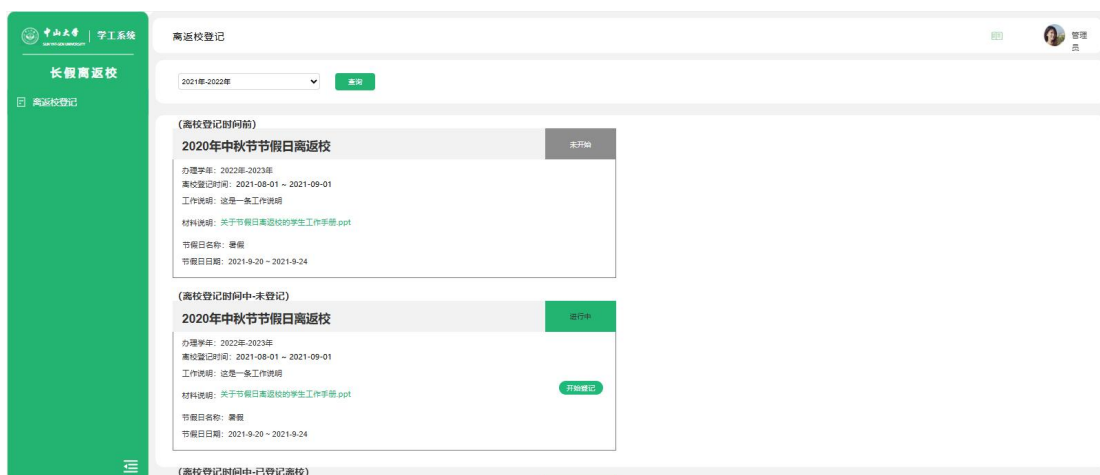 中山大学 | 学工系统
长假离返校
离返校登记
离返校登记
管理员
2021年-2022年
查询
(离校登记时间前)
2020年中秋节节假日离返校
未开始
办理学年：2022年-2023年
离校登记时间：2021-08-01 ~ 2021-09-01
工作说明：这是一条工作说明
材料说明：关于节假日离返校的学生工作手册.ppt
节假日名称：暑假
节假日日期：2021-9-20 ~ 2021-9-24
(离校登记时间中-未登记)
2020年中秋节节假日离返校
进行中
办理学年：2022年-2023年
离校登记时间：2021-08-01 ~ 2021-09-01
工作说明：这是一条工作说明
材料说明：关于节假日离返校的学生工作手册.ppt
开始登记
节假日名称：暑假
节假日日期：2021-9-20 ~ 2021-9-24
(离校登记时间中-已登记离校)